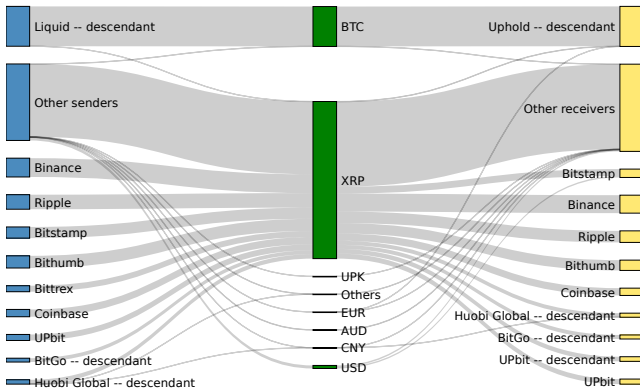 Liquid -- descendant
Other senders
Binance
Ripple
Bitstamp
Bithumb
Bittrex
Coinbase
UPbit
BitGo -- descendant
Huobi Global -- descendant
BTC
XRP
UPK
Others
EUR
AUD
CNY
USD
Uphold -- descendant
Other receivers
Bitstamp
Binance
Ripple
Bithumb
Coinbase
Huobi Global -- descendant
BitGo -- descendant
UPbit -- descendant
UPbit